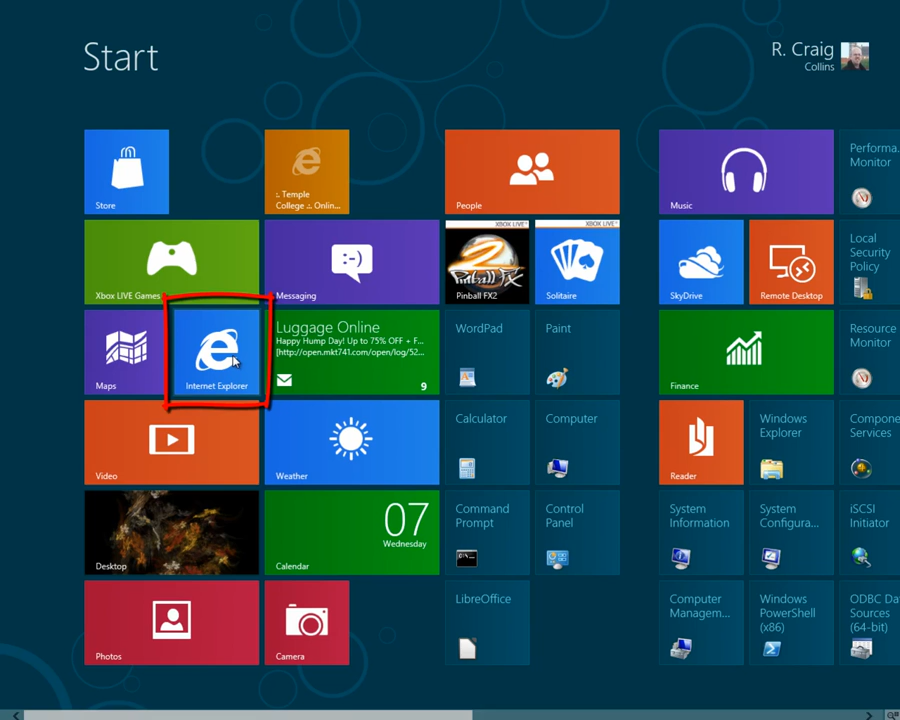 Start
R. Craig
Collins
Store
:. Temple
College .:. Onlin...
People
Music
Performa...
Monitor
Xbox LIVE Games
Messaging
XBOX LIVE
Pinball FX2
XBOX LIVE
Solitaire
SkyDrive
Remote Desktop
Local
Security
Policy
Maps
Internet Explorer
Luggage Online
Happy Hump Day! Up to 75% OFF + F...
[http://open.mkt741.com/open/log/52...
9
WordPad
Paint
Finance
Resource
Monitor
Video
Weather
Calculator
Computer
Reader
Windows
Explorer
Compone
Services
Desktop
07
Wednesday
Calendar
Command
Prompt
Control
Panel
System
Information
System
Configura...
iSCSI
Initiator
Photos
Camera
LibreOffice
Computer
Managem...
Windows
PowerShell
(x86)
ODBC Da
Sources
(64-bit)